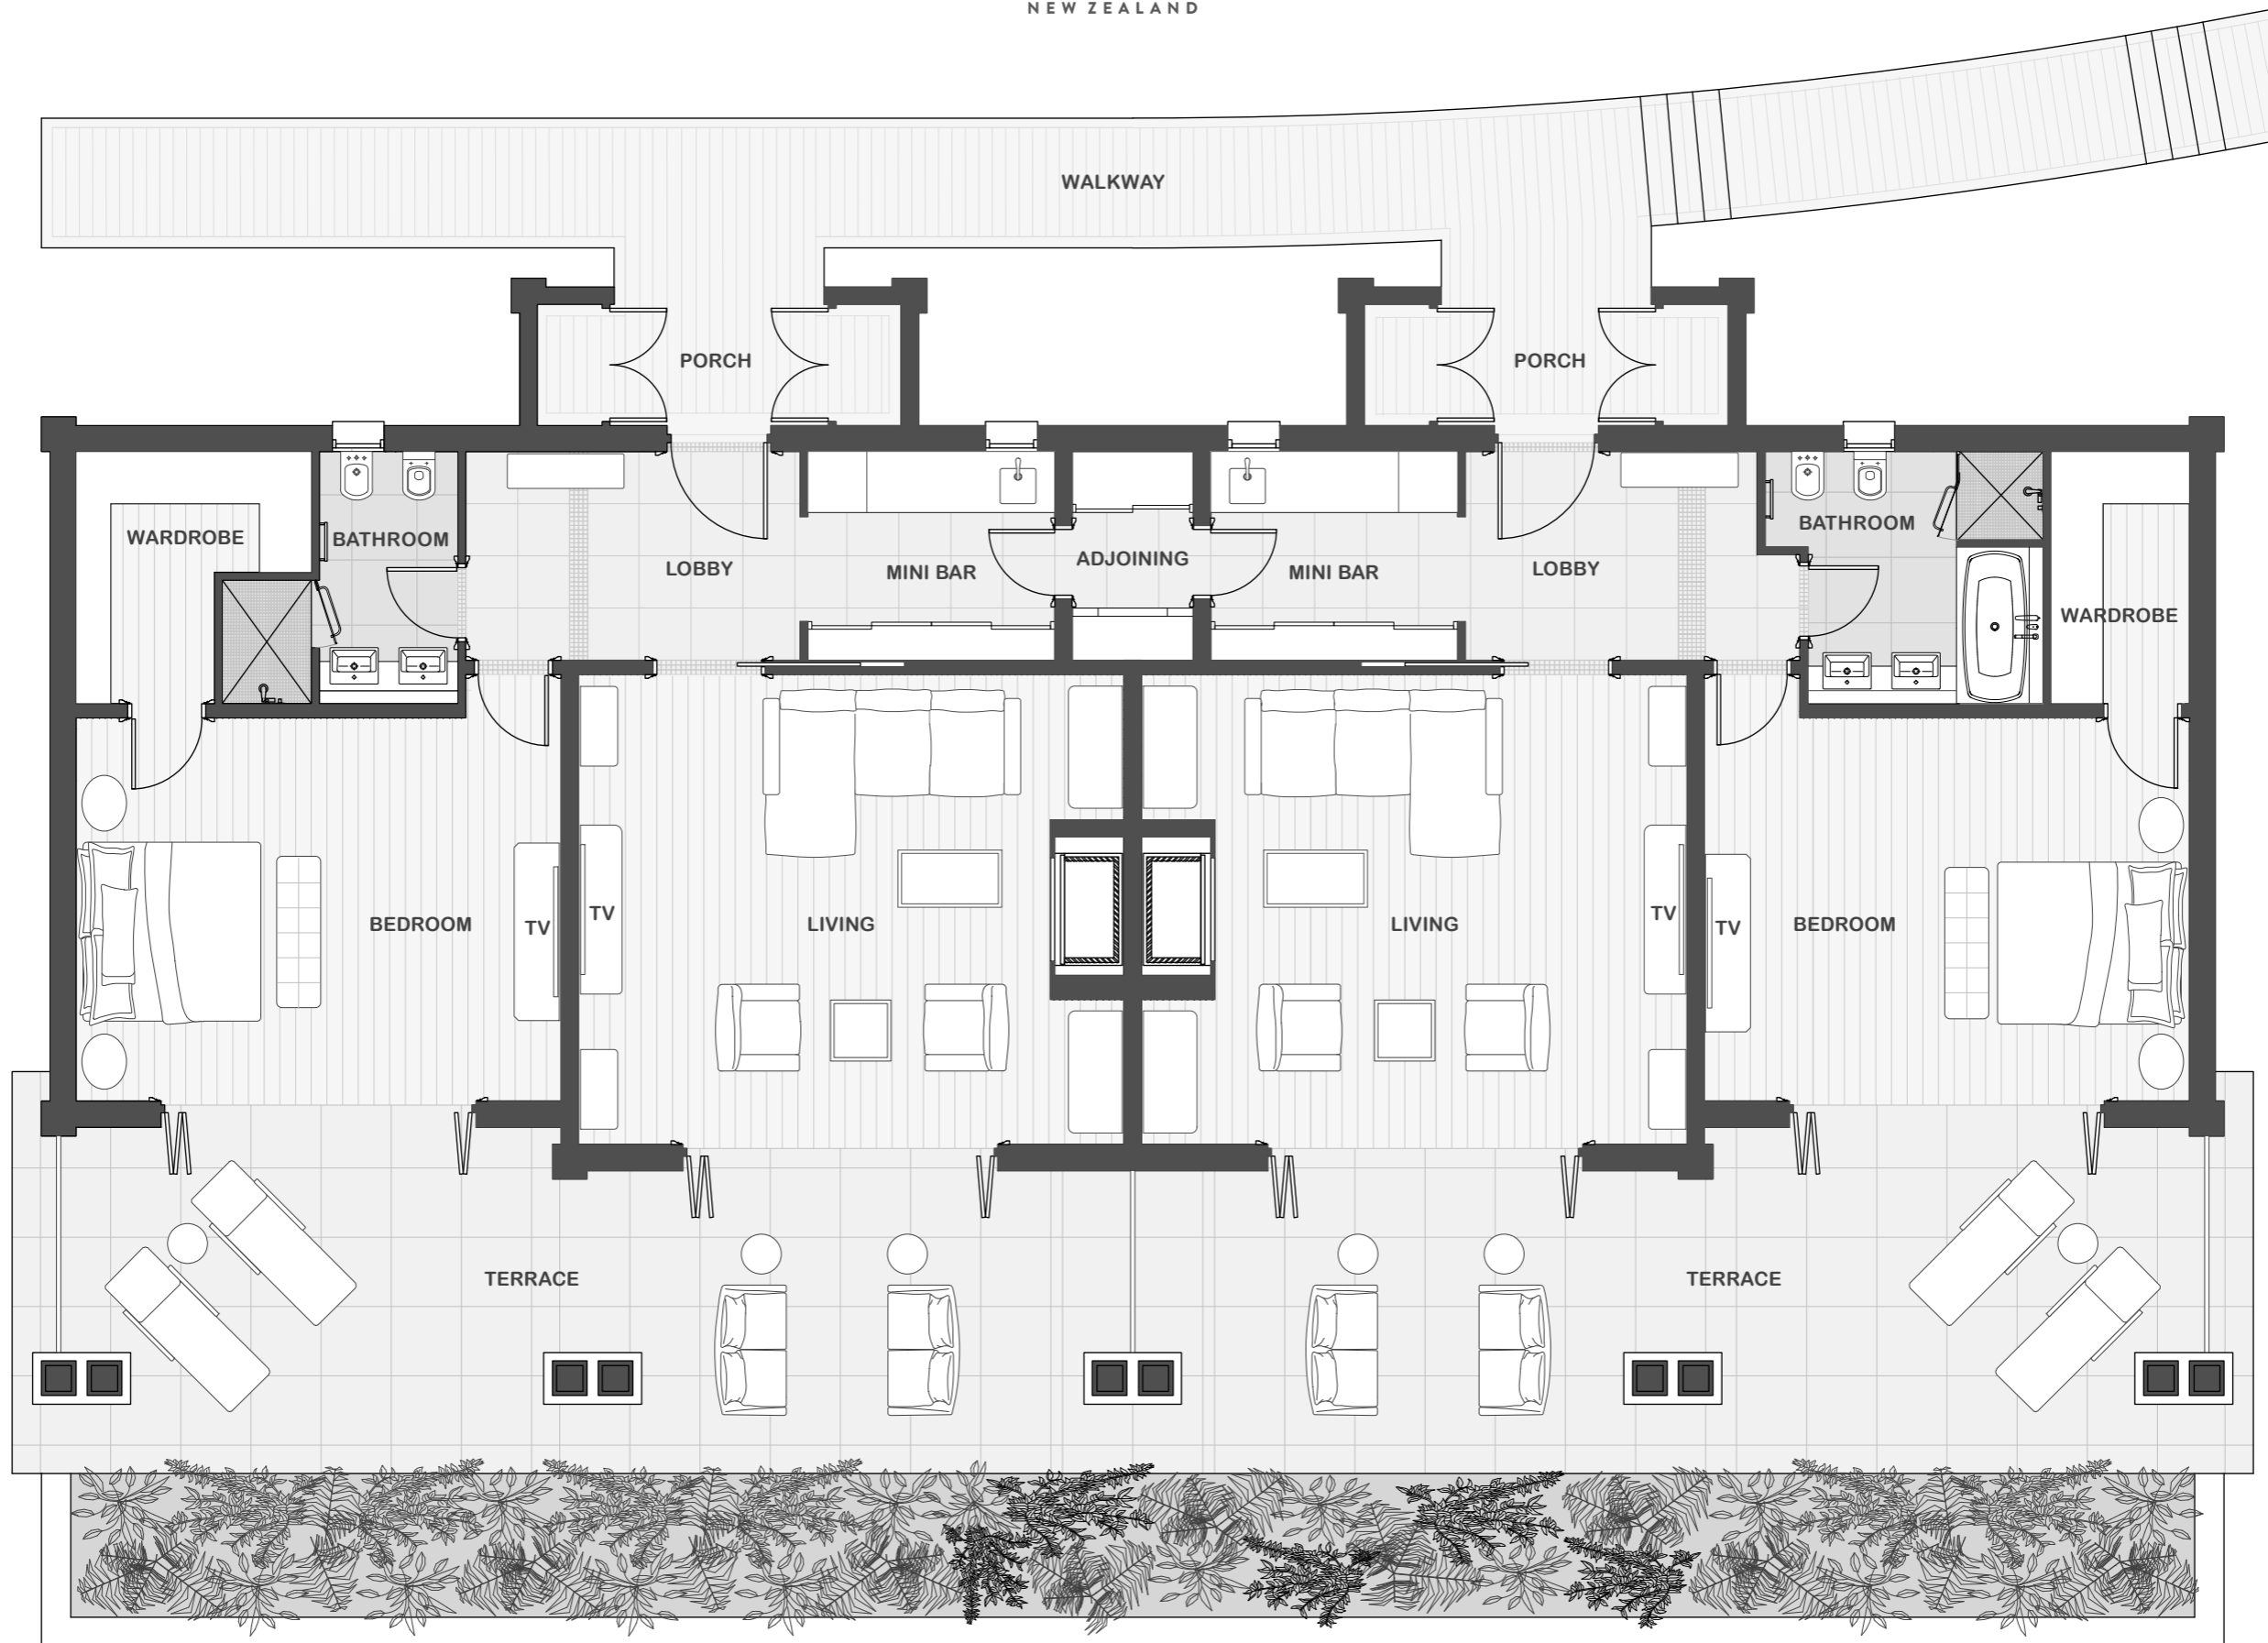 NEW ZEALAND
WALKWAY
PORCH
PORCH
WARDROBE
BATHROOM
LOBBY
MINI BAR
ADJOINING
MINI BAR
LOBBY
BATHROOM
WARDROBE
BEDROOM
TV
TV
LIVING
LIVING
TV
TV
BEDROOM
TERRACE
TERRACE